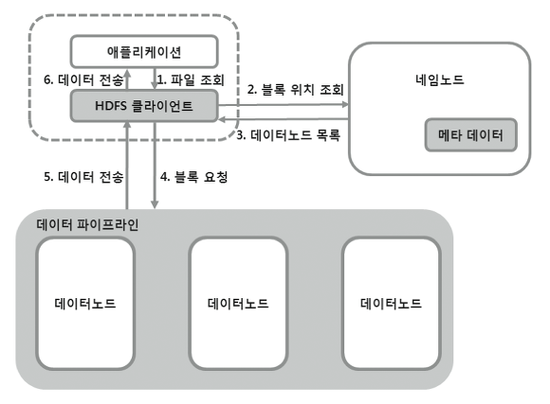 애플리케이션
6. 데이터 전송
1. 파일 조회
HDFS 클라이언트
2. 블록 위치 조회
3. 데이터노드 목록
네임노드
메타 데이터
5. 데이터 전송
4. 블록 요청
데이터 파이프라인
데이터노드
데이터노드
데이터노드